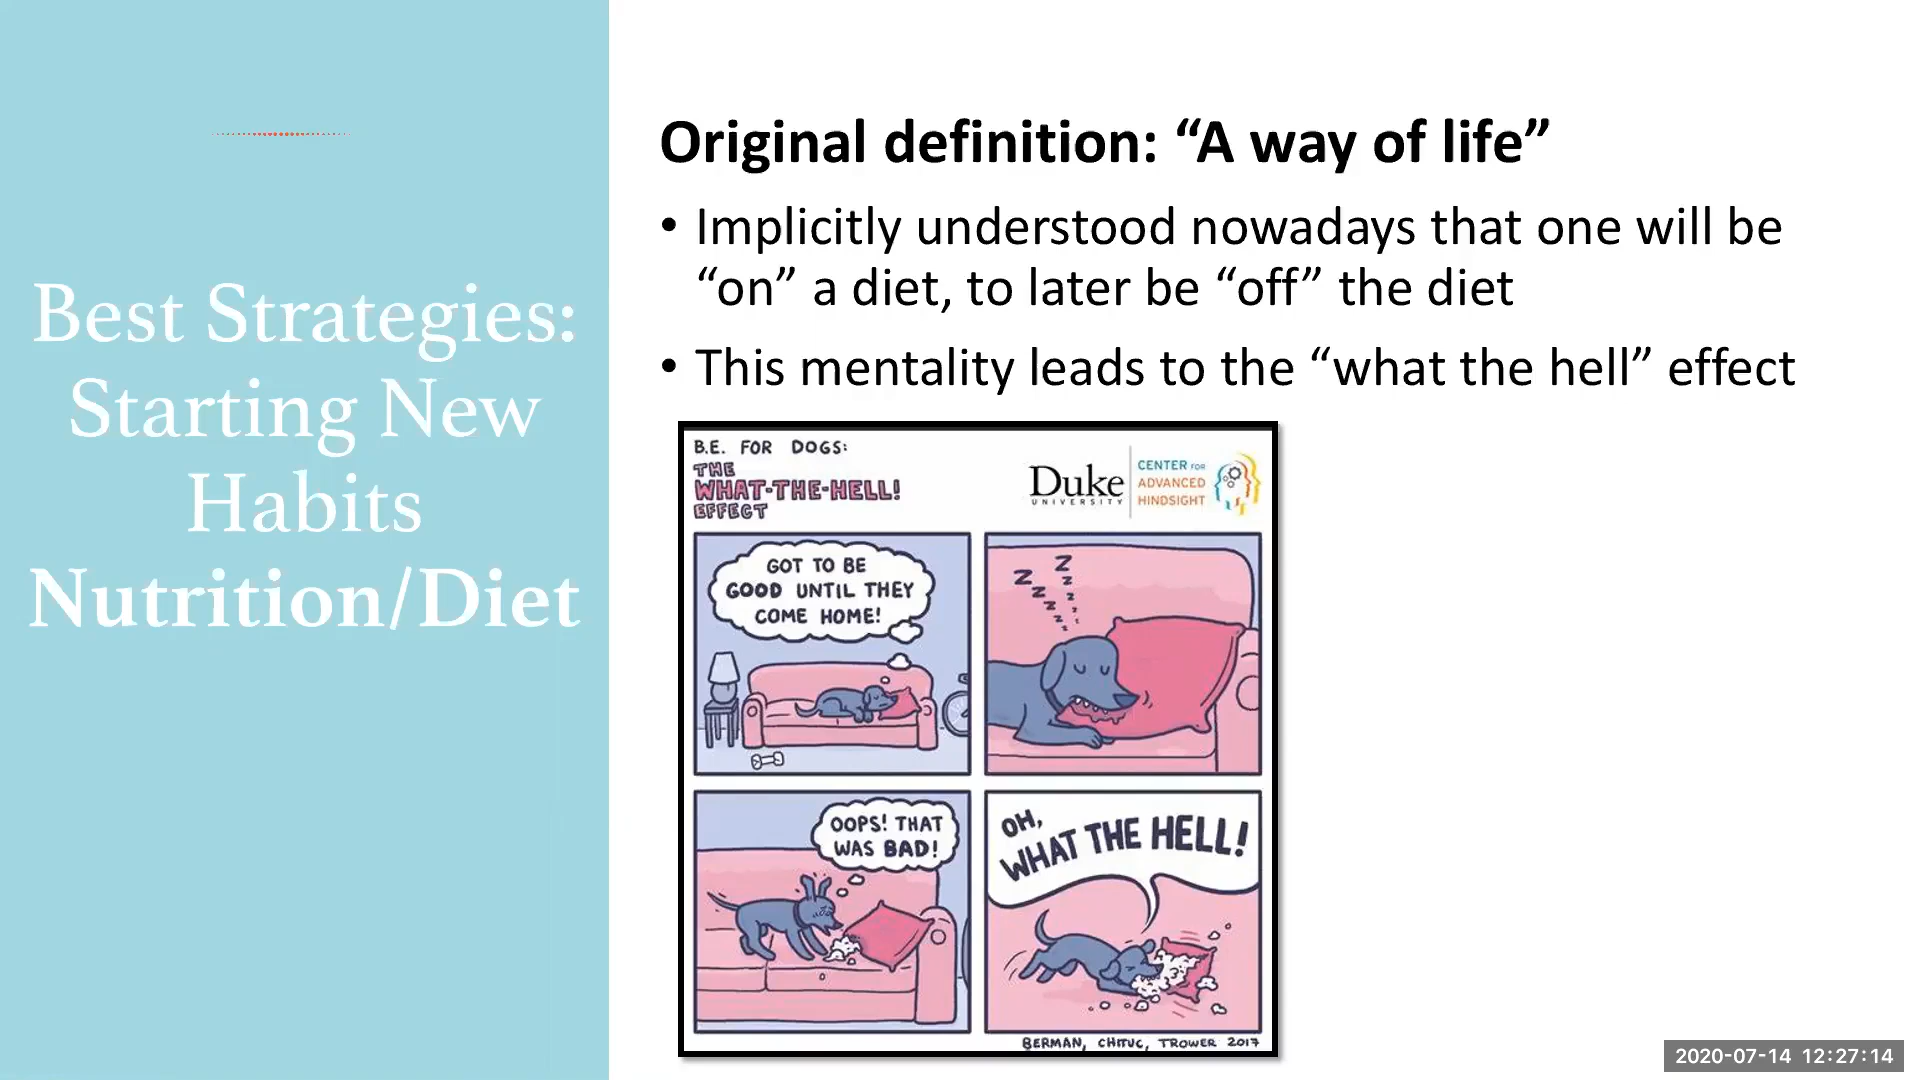 Best Strategies:
Starting New
Habits
Nutrition/Diet
Original definition: “A way of life”
• Implicitly understood nowadays that one will be
“on” a diet, to later be “off” the diet
• This mentality leads to the “what the hell” effect
B.E. FOR DOGS:
THE
WHAT-THE-HELL!
EFFECT
Duke
UNIVERSITY
CENTER FOR
ADVANCED
HINDSIGHT
GOT TO BE
GOOD UNTIL THEY
COME HOME!
Z Z Z Z Z Z
Z Z Z Z
OOPS! THAT
WAS BAD!
OH,
WHAT THE HELL!
BERMAN, CHITUC, TROWER 2017
2020-07-14 12:27:14